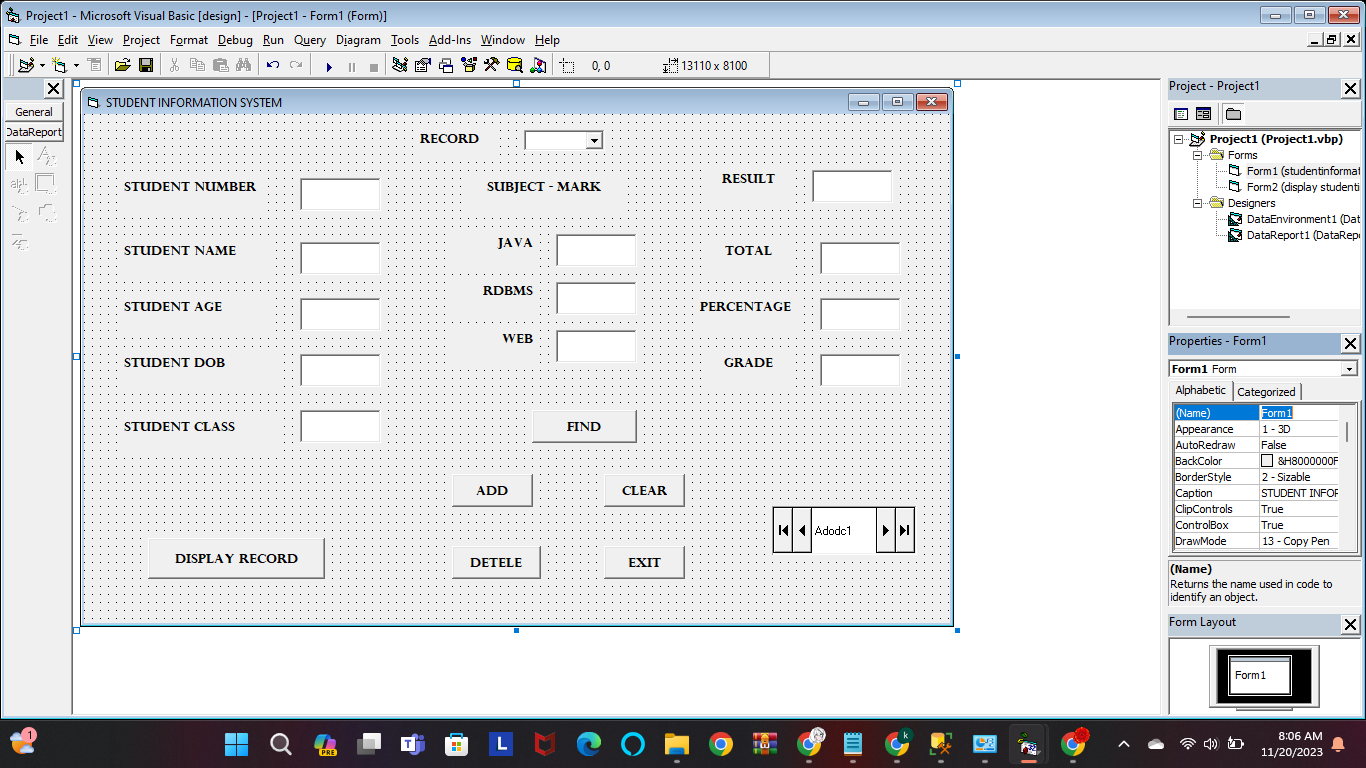 Project1 - Microsoft Visual Basic [design] - [Project1 - Form1 (Form)]
File Edit View Project Format Debug Run Query Diagram Tools Add-Ins Window Help
0, 0
13110 x 8100
General
DataReport
STUDENT INFORMATION SYSTEM
RECORD
STUDENT NUMBER
SUBJECT - MARK
RESULT
STUDENT NAME
JAVA
TOTAL
STUDENT AGE
RDBMS
PERCENTAGE
STUDENT DOB
WEB
GRADE
STUDENT CLASS
FIND
ADD
CLEAR
Adodc1
DISPLAY RECORD
DETELE
EXIT
Project - Project1
Project1 (Project1.vbp)
Forms
Form1 (studentinformat
Form2 (display studenti
Designers
DataEnvironment1 (Dat
DataReport1 (DataRepo
Properties - Form1
Form1 Form
Alphabetic Categorized
(Name) Form1
Appearance 1 - 3D
AutoRedraw False
BackColor &H8000000F
BorderStyle 2 - Sizable
Caption STUDENT INFOR
ClipControls True
ControlBox True
DrawMode 13 - Copy Pen
(Name)
Returns the name used in code to
identify an object.
Form Layout
Form1
1
PRE
L
k
8:06 AM
11/20/2023